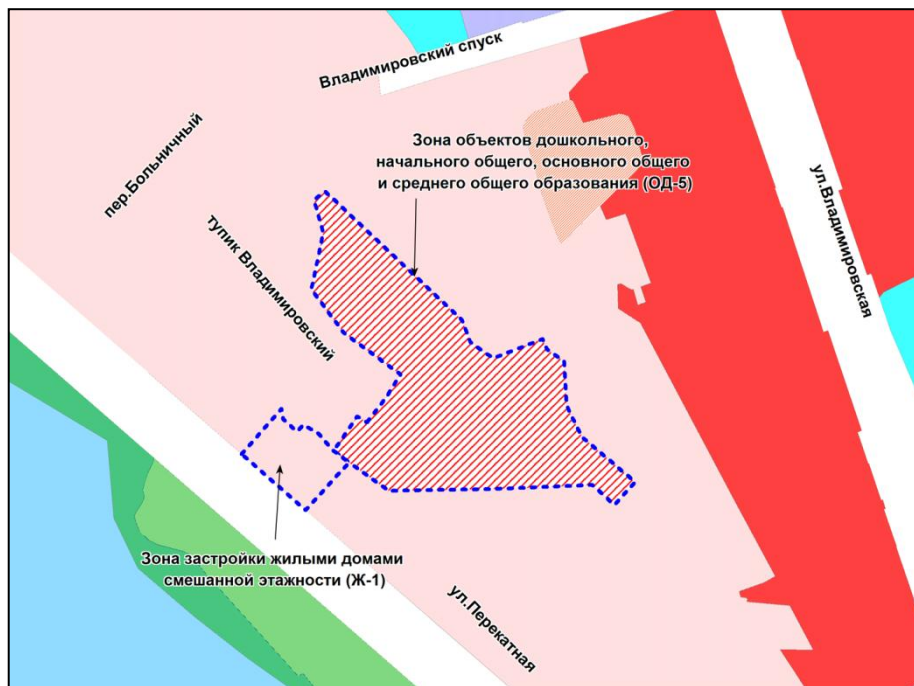 Владимировский спуск
Зона объектов дошкольного,
начального общего, основного общего
и среднего общего образования (ОД-5)
пер.Больничный
ул.Владимировская
тупик Владимировский
Зона застройки жилыми домами
смешанной этажности (Ж-1)
ул.Перекатная